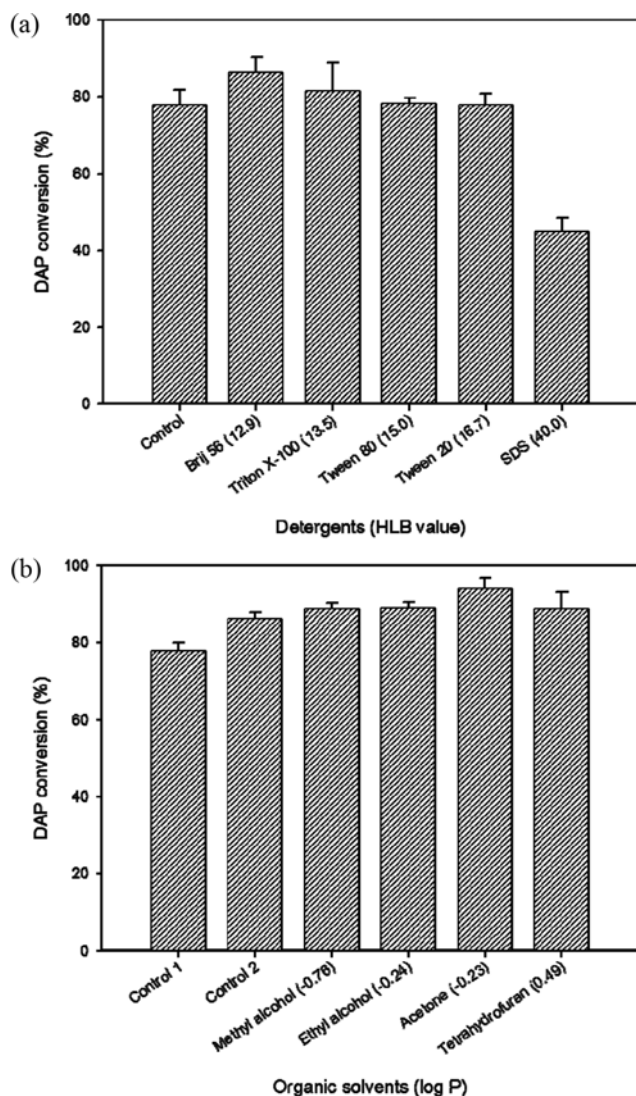 (a)
100
80
60
40
20
0
DAP conversion (%)
Control
Brij 56 (12.9)
Triton X-100 (13.5)
Tween 80 (15.0)
Tween 20 (16.7)
SDS (40.0)
Detergents (HLB value)
(b)
100
80
60
40
20
0
DAP conversion (%)
Control 1
Control 2
Methyl alcohol (-0.76)
Ethyl alcohol (-0.24)
Acetone (-0.23)
Tetrahydrofuran (0.49)
Organic solvents (log P)